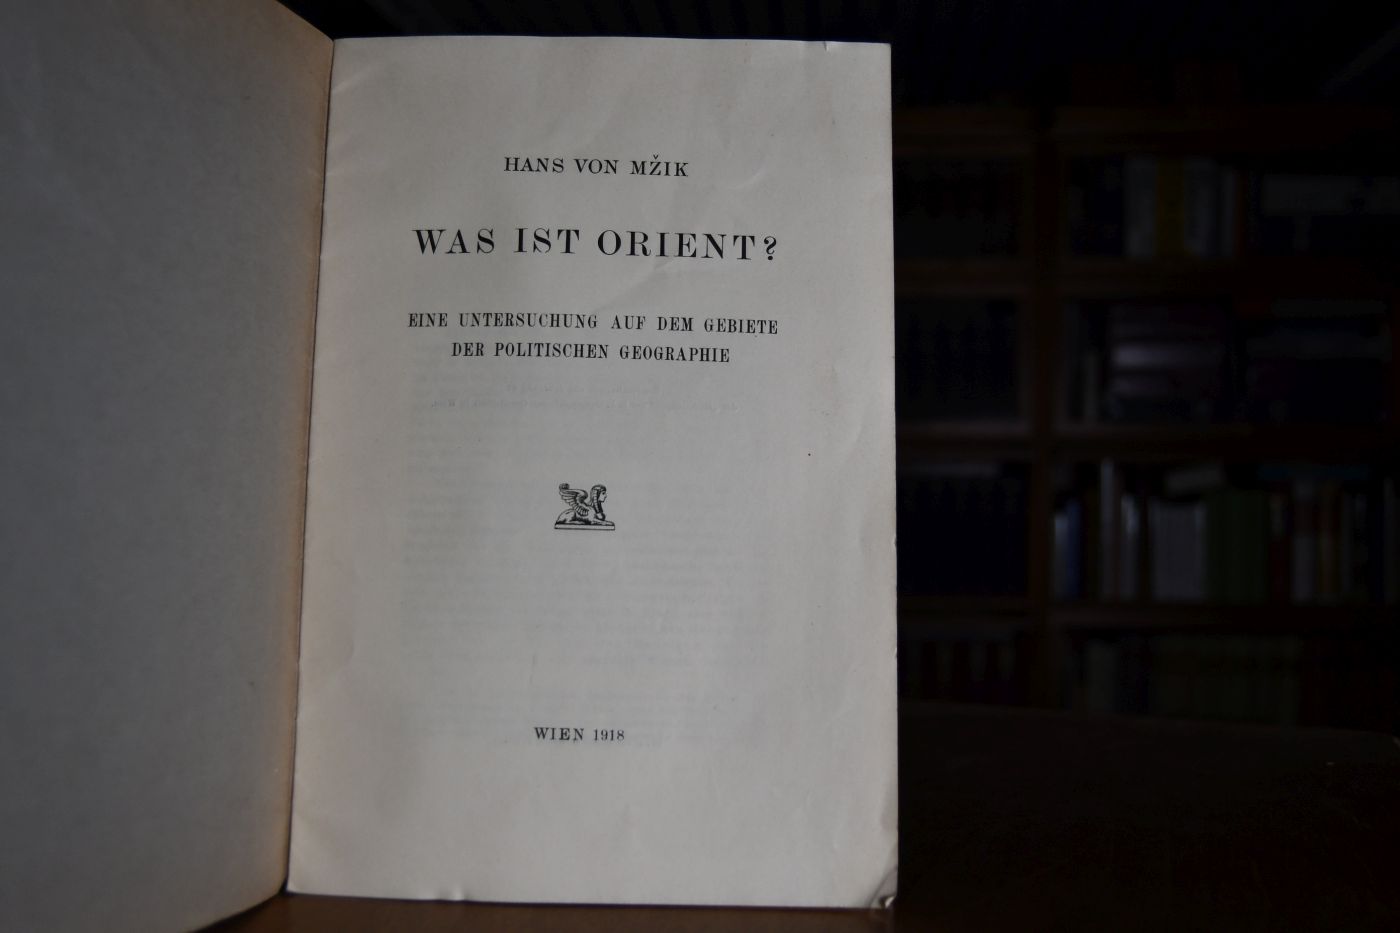 HANS VON MŽIK
WAS IST ORIENT?
EINE UNTERSUCHUNG AUF DEM GEBIETE
DER POLITISCHEN GEOGRAPHIE
WIEN 1918